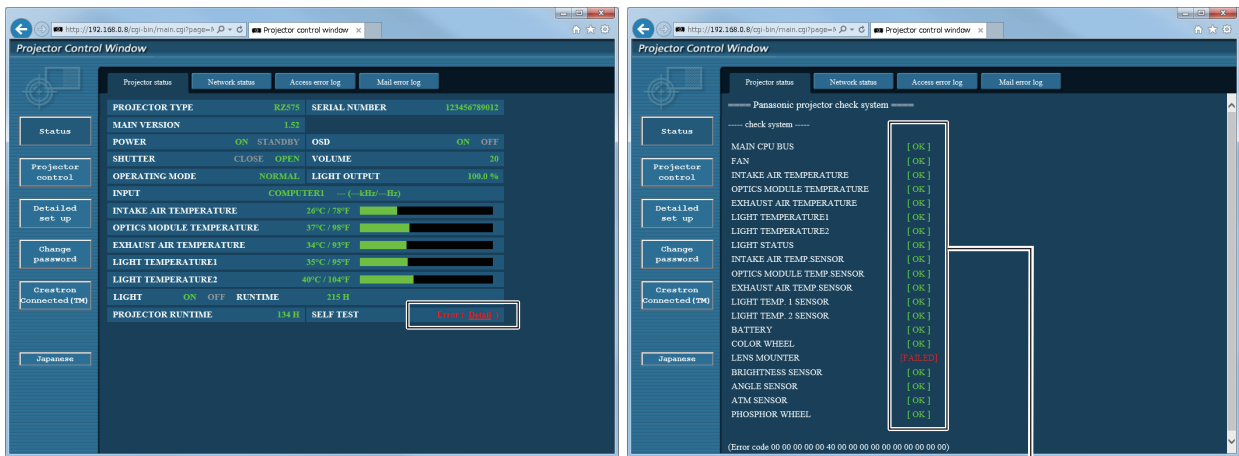 http://192.168.0.8/cgi-bin/main.cgi?page=
Projector control window
Projector Control Window
Projector status
Network status
Access error log
Mail error log
Status
Projector control
Detailed set up
Change password
Crestron Connected(TM)
Japanese
PROJECTOR TYPE RZ575 SERIAL NUMBER 123456789012
MAIN VERSION 1.52
POWER ON STANDBY OSD ON OFF
SHUTTER CLOSE OPEN VOLUME 20
OPERATING MODE NORMAL LIGHT OUTPUT 100.0 %
INPUT COMPUTER1 --- (---kHz/---Hz)
INTAKE AIR TEMPERATURE 26°C / 78°F
OPTICS MODULE TEMPERATURE 37°C / 98°F
EXHAUST AIR TEMPERATURE 34°C / 93°F
LIGHT TEMPERATURE1 35°C / 95°F
LIGHT TEMPERATURE2 40°C / 104°F
LIGHT ON OFF RUNTIME 215 H
PROJECTOR RUNTIME 134 H SELF TEST Error ( Detail )
http://192.168.0.8/cgi-bin/main.cgi?page=
Projector control window
Projector Control Window
Projector status
Network status
Access error log
Mail error log
Status
Projector control
Detailed set up
Change password
Crestron Connected(TM)
Japanese
===== Panasonic projector check system =====
----- check system -----
MAIN CPU BUS [ OK ]
FAN [ OK ]
INTAKE AIR TEMPERATURE [ OK ]
OPTICS MODULE TEMPERATURE [ OK ]
EXHAUST AIR TEMPERATURE [ OK ]
LIGHT TEMPERATURE1 [ OK ]
LIGHT TEMPERATURE2 [ OK ]
LIGHT STATUS [ OK ]
INTAKE AIR TEMP.SENSOR [ OK ]
OPTICS MODULE TEMP.SENSOR [ OK ]
EXHAUST AIR TEMP.SENSOR [ OK ]
LIGHT TEMP. 1 SENSOR [ OK ]
LIGHT TEMP. 2 SENSOR [ OK ]
BATTERY [ OK ]
COLOR WHEEL [ OK ]
LENS MOUNTER [FAILED]
BRIGHTNESS SENSOR [ OK ]
ANGLE SENSOR [ OK ]
ATM SENSOR [ OK ]
PHOSPHOR WHEEL [ OK ]
(Error code 00 00 00 00 00 40 00 00 00 00 00 00 00 00 00 00)